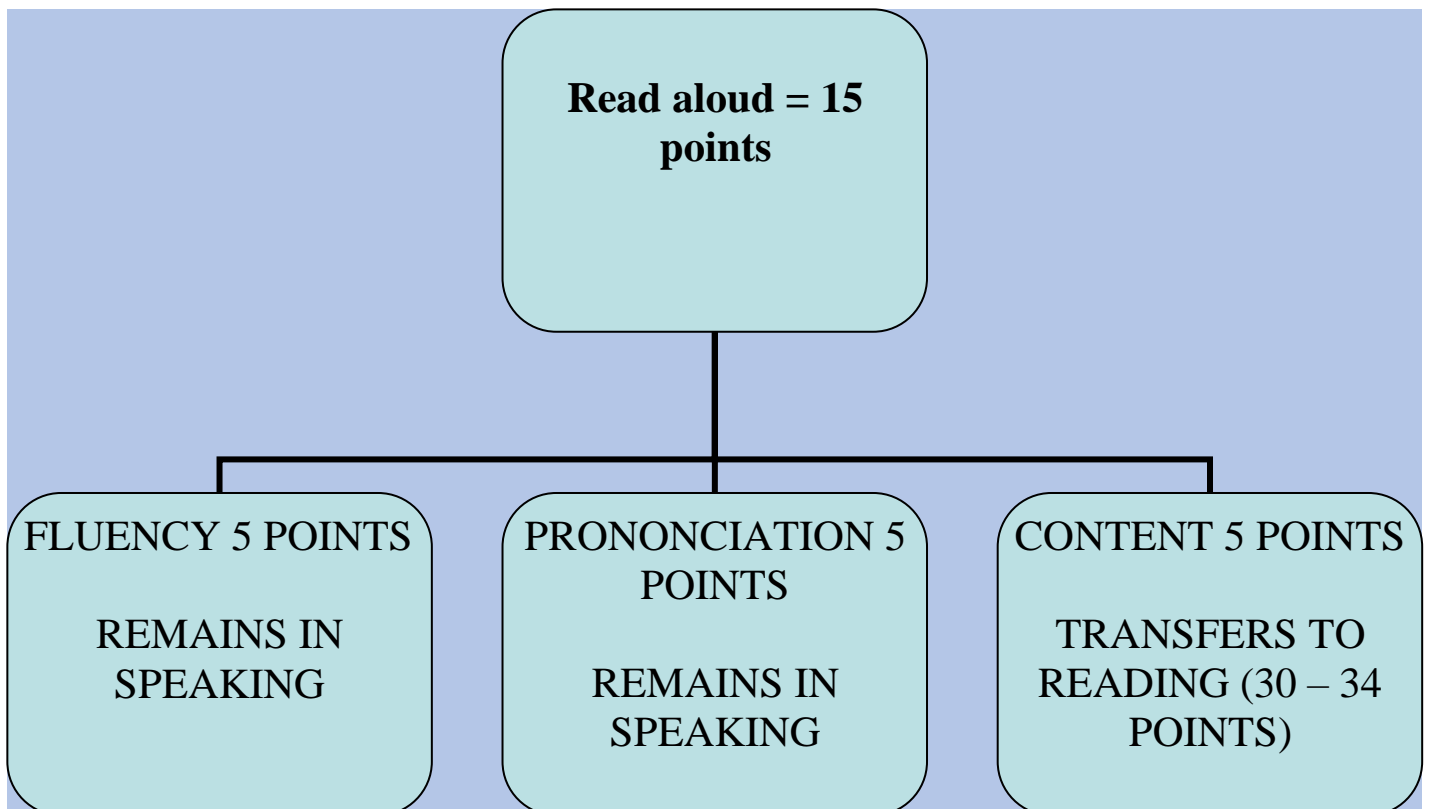 Read aloud = 15
points
FLUENCY 5 POINTS
REMAINS IN
SPEAKING
PRONONCIATION 5
POINTS
REMAINS IN
SPEAKING
CONTENT 5 POINTS
TRANSFERS TO
READING (30 – 34
POINTS)